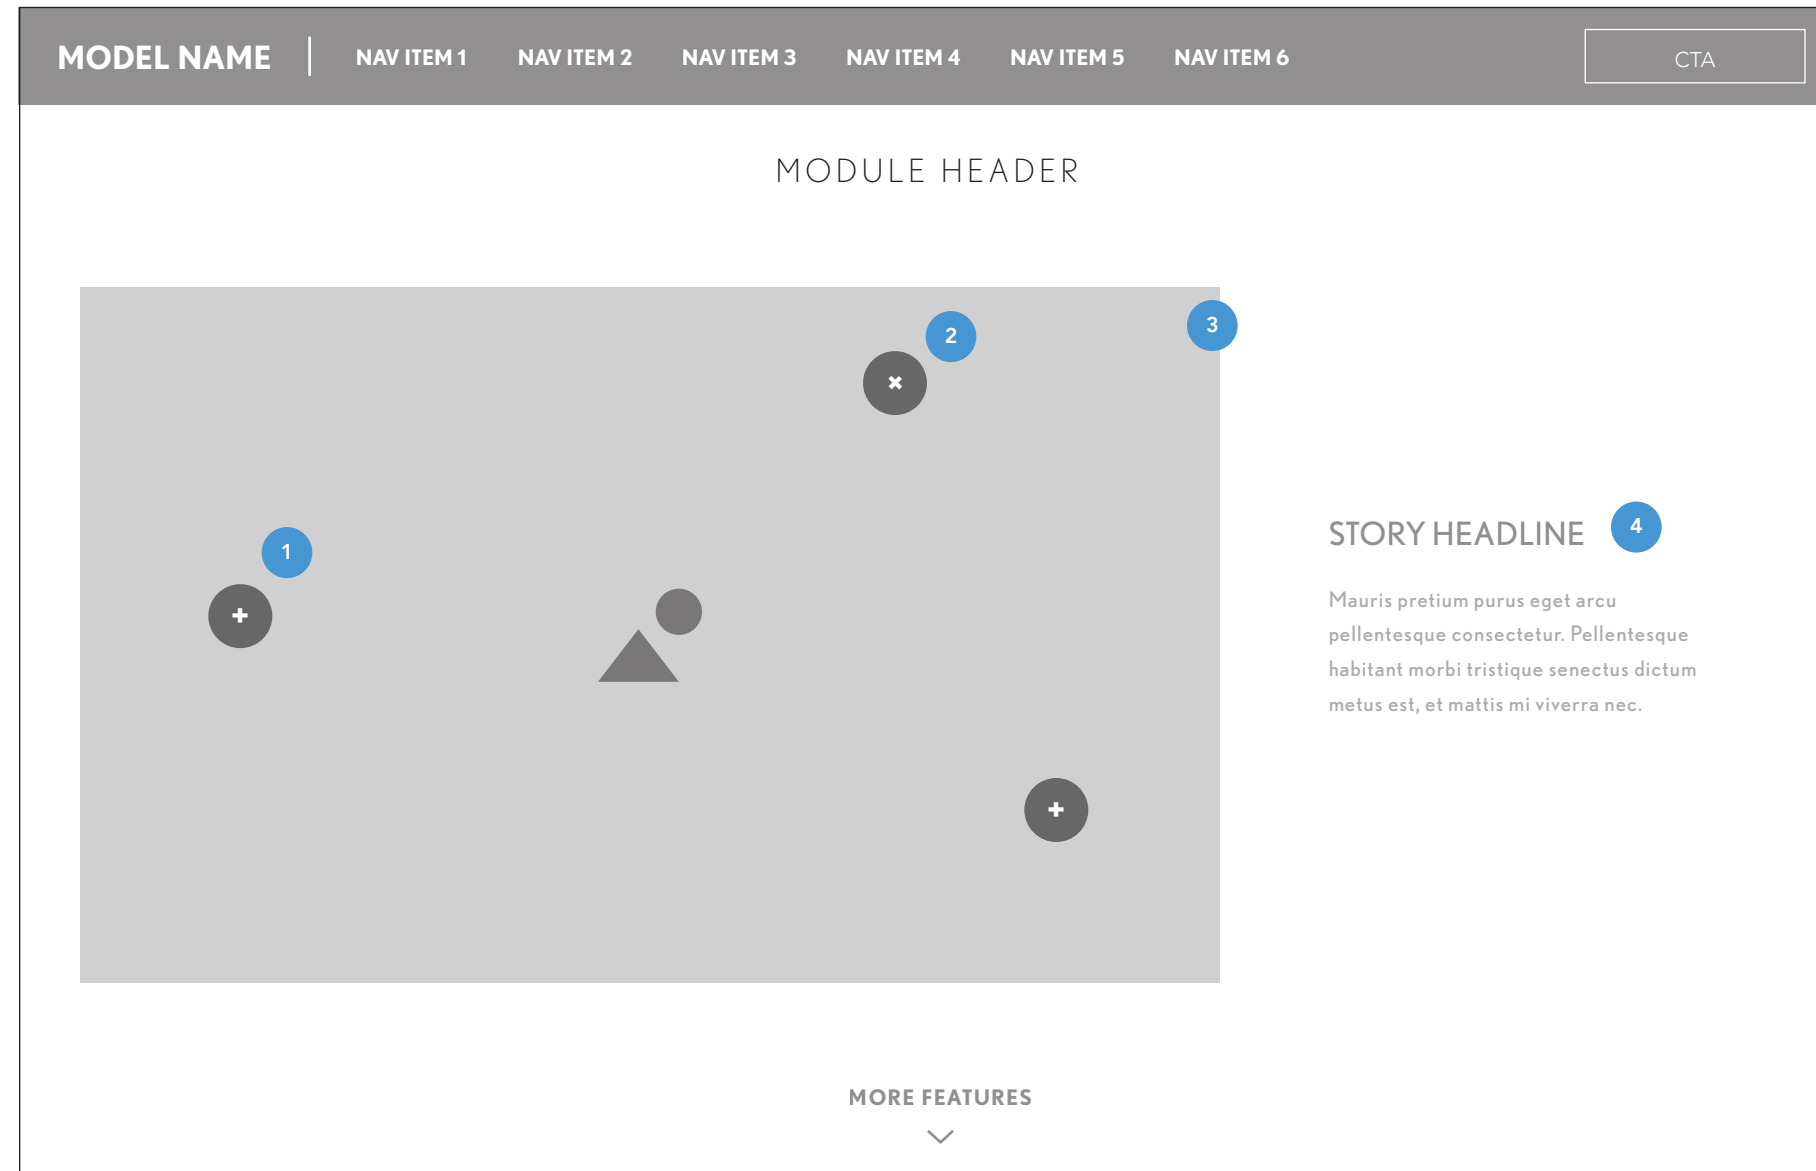 MODEL NAME
NAV ITEM 1
NAV ITEM 2
NAV ITEM 3
NAV ITEM 4
NAV ITEM 5
NAV ITEM 6
CTA
MODULE HEADER
2
3
1
STORY HEADLINE
4
Mauris pretium purus eget arcu
pellentesque consectetur. Pellentesque
habitant morbi tristique senectus dictum
metus est, et mattis mi viverra nec.
MORE FEATURES